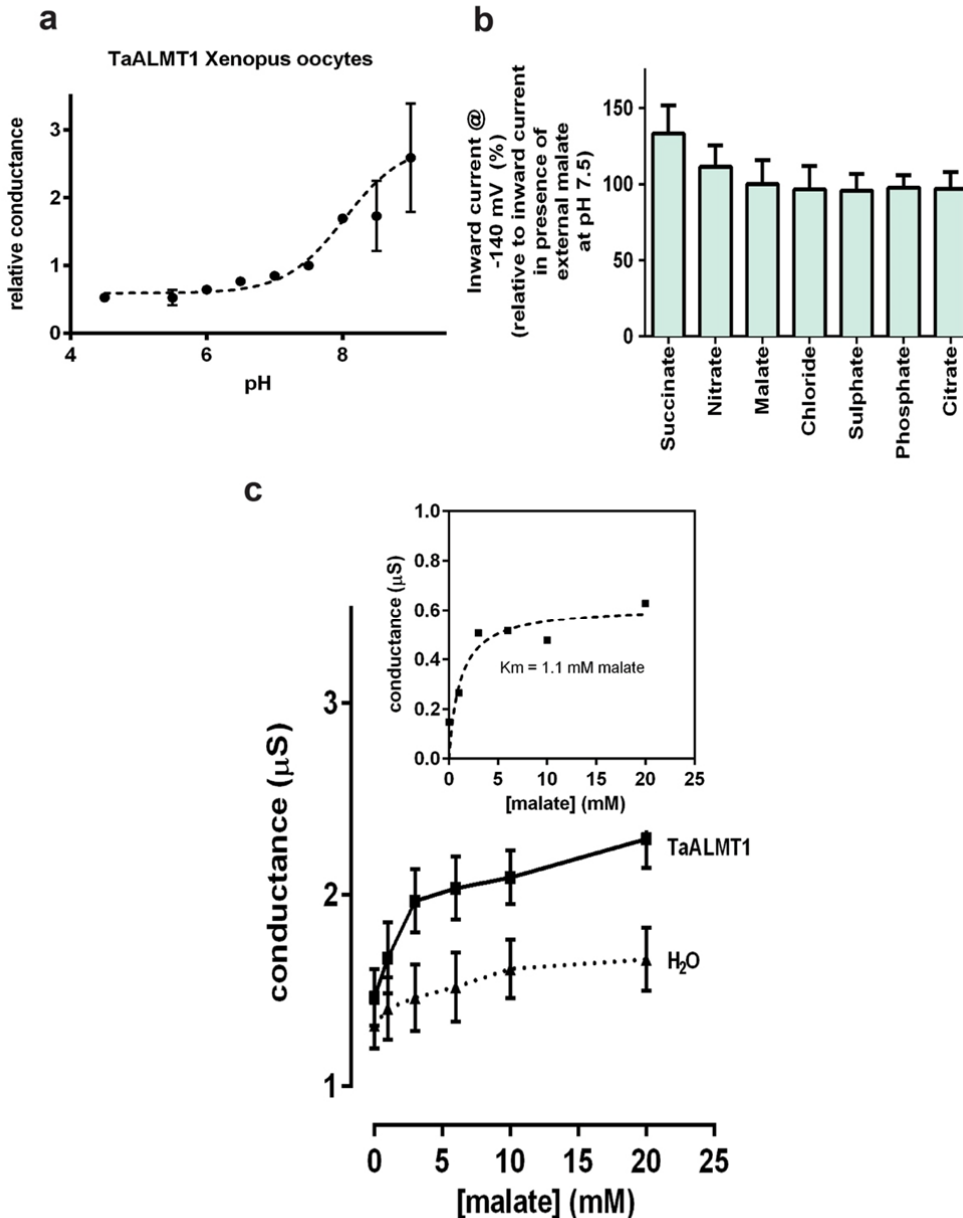 a
TaALMT1 Xenopus oocytes
relative conductance
3
2
1
0
4
6
8
pH
b
Inward current @
-140 mV (%)
(relative to inward current
in presence of
external malate
at pH 7.5)
150
100
50
0
Succinate
Nitrate
Malate
Chloride
Sulphate
Phosphate
Citrate
c
conductance (µS)
1.0
0.8
0.6
0.4
0.2
0.0
Km = 1.1 mM malate
0 5 10 15 20 25
[malate] (mM)
conductance (µS)
3
2
1
TaALMT1
H₂O
0 5 10 15 20 25
[malate] (mM)